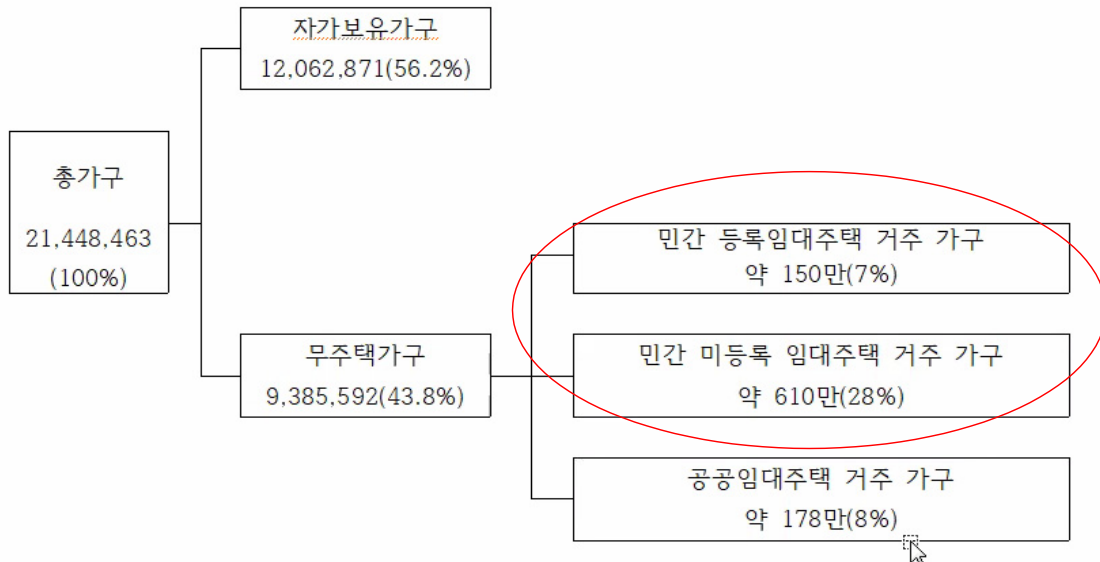 자가보유가구
12,062,871(56.2%)
총가구
21,448,463
(100%)
민간 등록임대주택 거주 가구
약 150만(7%)
무주택가구
9,385,592(43.8%)
민간 미등록 임대주택 거주 가구
약 610만(28%)
공공임대주택 거주 가구
약 178만(8%)